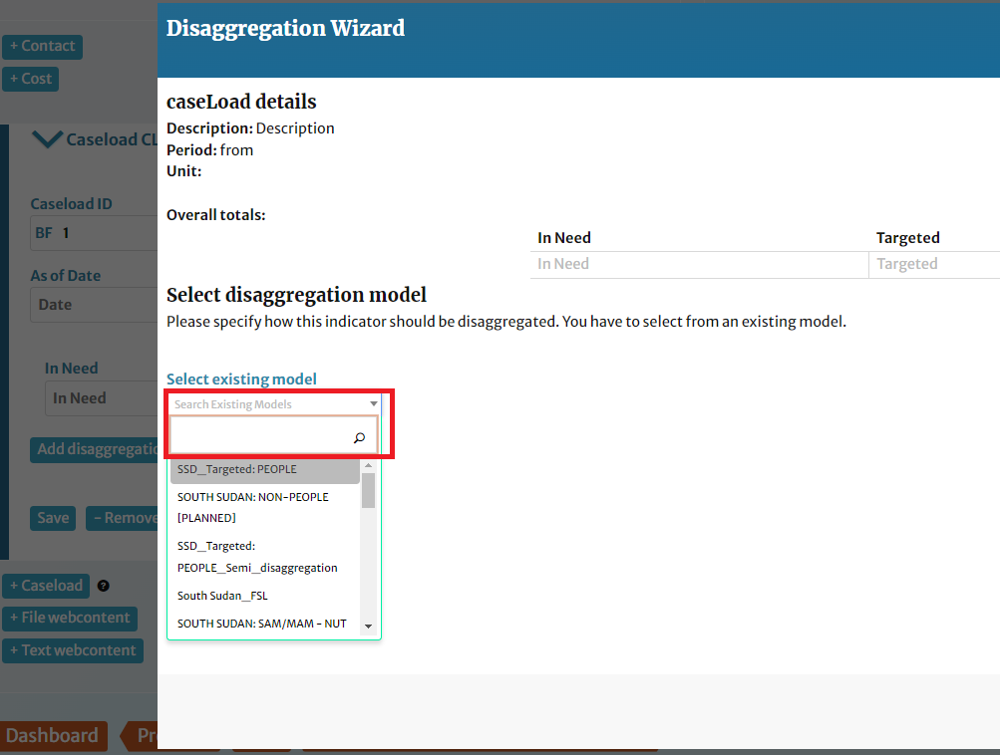 Disaggregation Wizard
+ Contact
+ Cost
caseLoad details
Description: Description
Period: from
Unit:
Overall totals:
In Need Targeted
In Need Targeted
Select disaggregation model
Please specify how this indicator should be disaggregated. You have to select from an existing model.
Select existing model
Search Existing Models
SSD_Targeted: PEOPLE
SOUTH SUDAN: NON-PEOPLE
[PLANNED]
SSD_Targeted:
PEOPLE_Semi_disaggregation
South Sudan_FSL
SOUTH SUDAN: SAM/MAM - NUT
Caseload CL
Caseload ID
BF 1
As of Date
Date
In Need
In Need
Add disaggregatio
Save - Remove
+ Caseload ?
+ File webcontent
+ Text webcontent
Dashboard Pr